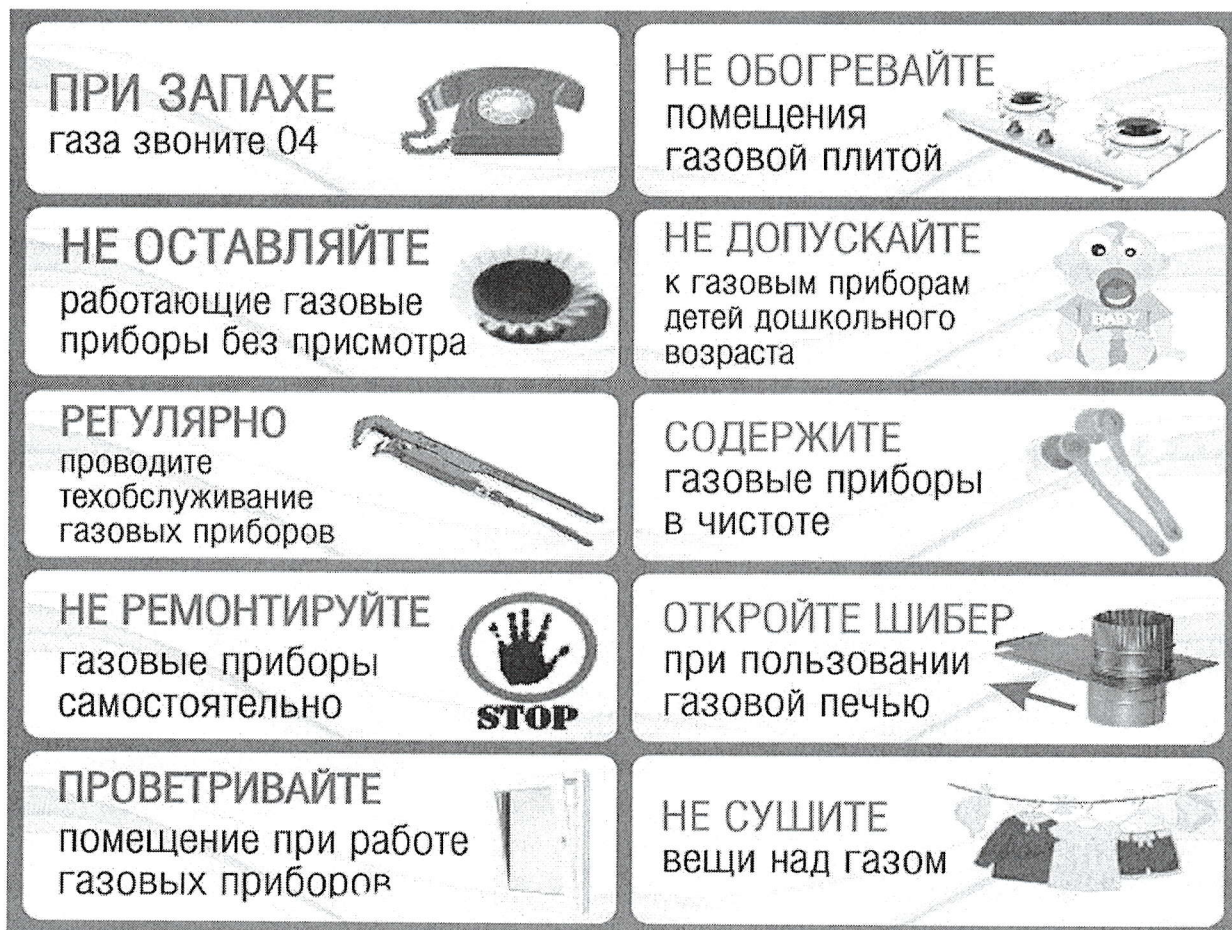 ПРИ ЗАПАХЕ
газа звоните 04
НЕ ОБОГРЕВАЙТЕ
помещения
газовой плитой
НЕ ОСТАВЛЯЙТЕ
работающие газовые
приборы без присмотра
НЕ ДОПУСКАЙТЕ
к газовым приборам
детей дошкольного
возраста
BABY
РЕГУЛЯРНО
проводите
техобслуживание
газовых приборов
СОДЕРЖИТЕ
газовые приборы
в чистоте
НЕ РЕМОНТИРУЙТЕ
газовые приборы
самостоятельно
STOP
ОТКРОЙТЕ ШИБЕР
при пользовании
газовой печью
ПРОВЕТРИВАЙТЕ
помещение при работе
газовых приборов
НЕ СУШИТЕ
вещи над газом